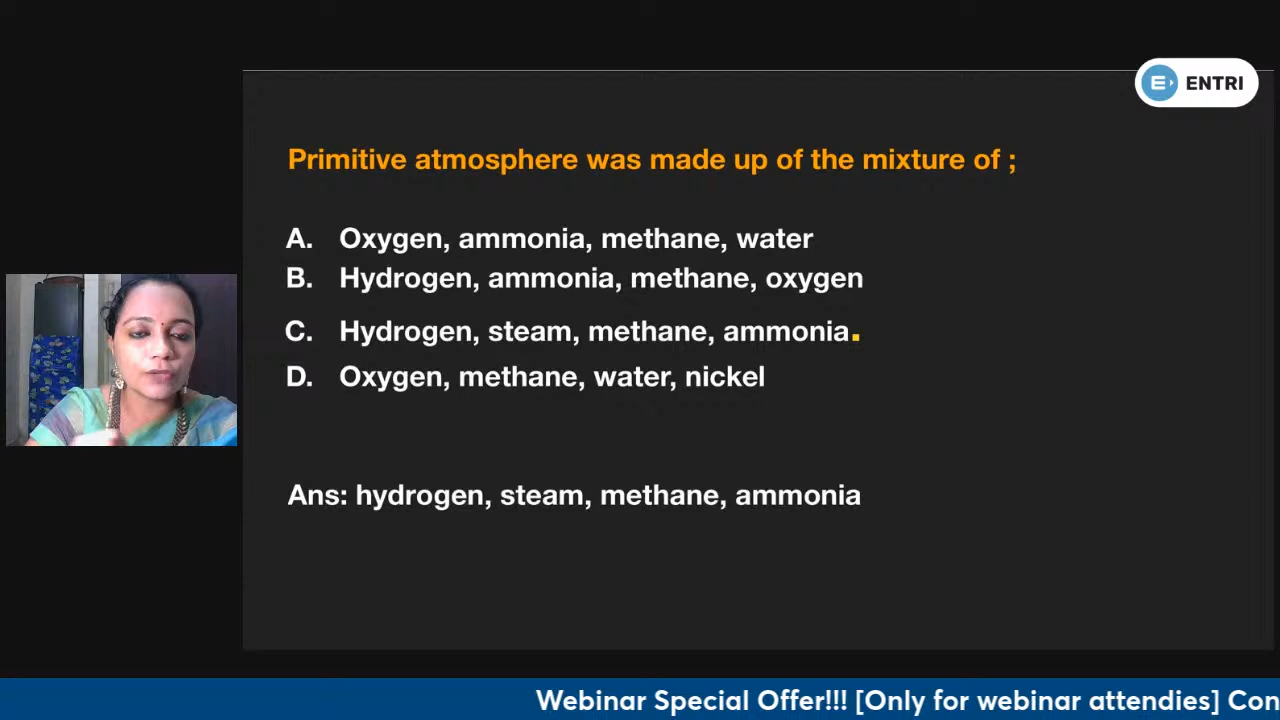 ENTRI
Primitive atmosphere was made up of the mixture of ;
A. Oxygen, ammonia, methane, water
B. Hydrogen, ammonia, methane, oxygen
C. Hydrogen, steam, methane, ammonia.
D. Oxygen, methane, water, nickel
Ans: hydrogen, steam, methane, ammonia
Webinar Special Offer!!! [Only for webinar attendies] Con